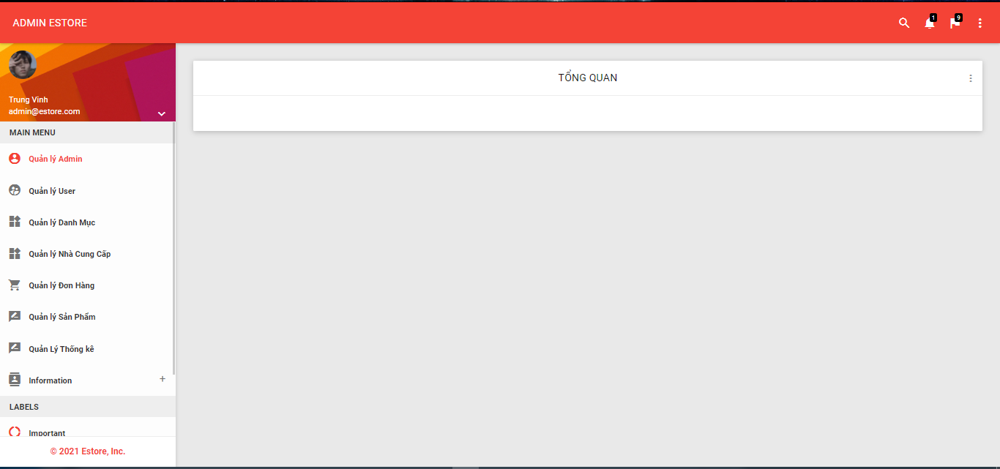 ADMIN ESTORE
1
9
Trung Vinh
admin@estore.com
TỔNG QUAN
MAIN MENU
Quản lý Admin
Quản lý User
Quản lý Danh Mục
Quản lý Nhà Cung Cấp
Quản lý Đơn Hàng
Quản lý Sản Phẩm
Quản Lý Thống kê
Information +
LABELS
Important
© 2021 Estore, Inc.